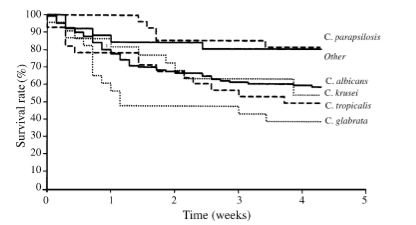 Survival rate (%)
100
90
80
70
60
50
40
30
20
10
0
0
1
2
3
4
5
Time (weeks)
C. parapsilosis
Other
C. albicans
C. krusei
C. tropicalis
C. glabrata